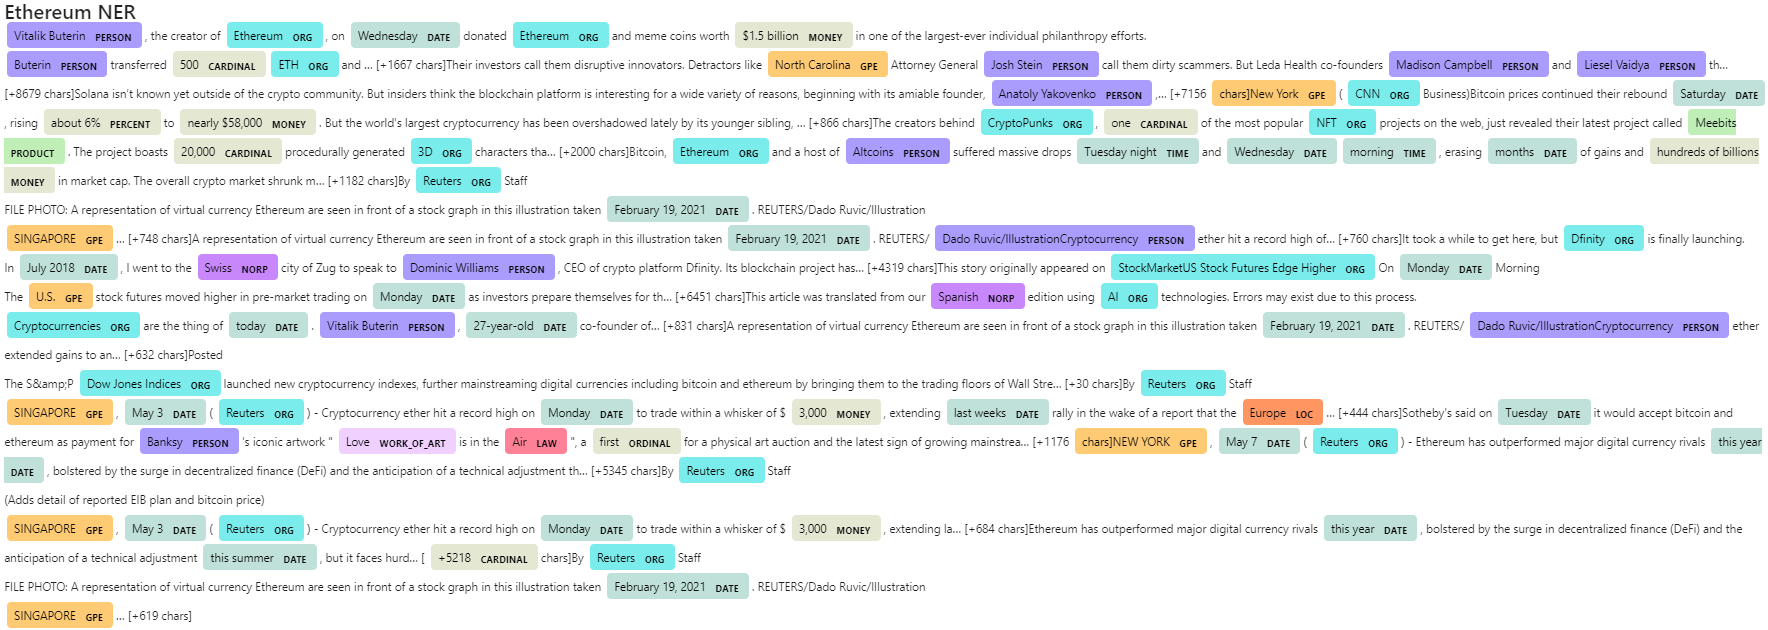 Ethereum NER
Vitalik Buterin PERSON , the creator of Ethereum ORG , on Wednesday DATE donated Ethereum ORG and meme coins worth $1.5 billion MONEY in one of the largest-ever individual philanthropy efforts.
Buterin PERSON transferred 500 CARDINAL ETH ORG and ... [+1667 chars]Their investors call them disruptive innovators. Detractors like North Carolina GPE Attorney General Josh Stein PERSON call them dirty scammers. But Leda Health co-founders Madison Campbell PERSON and Liesel Vaidya PERSON th...
[+8679 chars]Solana isn't known yet outside of the crypto community. But insiders think the blockchain platform is interesting for a wide variety of reasons, beginning with its amiable founder, Anatoly Yakovenko PERSON ,... [+7156 chars]New York GPE ( CNN ORG Business)Bitcoin prices continued their rebound Saturday DATE
, rising about 6% PERCENT to nearly $58,000 MONEY . But the world's largest cryptocurrency has been overshadowed lately by its younger sibling, ... [+866 chars]The creators behind CryptoPunks ORG , one CARDINAL of the most popular NFT ORG projects on the web, just revealed their latest project called Meebits
PRODUCT . The project boasts 20,000 CARDINAL procedurally generated 3D ORG characters tha... [+2000 chars]Bitcoin, Ethereum ORG and a host of Altcoins PERSON suffered massive drops Tuesday night TIME and Wednesday DATE morning TIME , erasing months DATE of gains and hundreds of billions
MONEY in market cap. The overall crypto market shrunk m... [+1182 chars]By Reuters ORG Staff
FILE PHOTO: A representation of virtual currency Ethereum are seen in front of a stock graph in this illustration taken February 19, 2021 DATE . REUTERS/Dado Ruvic/Illustration
SINGAPORE GPE ... [+748 chars]A representation of virtual currency Ethereum are seen in front of a stock graph in this illustration taken February 19, 2021 DATE . REUTERS/ Dado Ruvic/IllustrationCryptocurrency PERSON ether hit a record high of... [+760 chars]It took a while to get here, but Dfinity ORG is finally launching.
In July 2018 DATE , I went to the Swiss NORP city of Zug to speak to Dominic Williams PERSON , CEO of crypto platform Dfinity. Its blockchain project has... [+4319 chars]This story originally appeared on StockMarketUS Stock Futures Edge Higher ORG On Monday DATE Morning
The U.S. GPE stock futures moved higher in pre-market trading on Monday DATE as investors prepare themselves for th... [+6451 chars]This article was translated from our Spanish NORP edition using AI ORG technologies. Errors may exist due to this process.
Cryptocurrencies ORG are the thing of today DATE . Vitalik Buterin PERSON , 27-year-old DATE co-founder of... [+831 chars]A representation of virtual currency Ethereum are seen in front of a stock graph in this illustration taken February 19, 2021 DATE . REUTERS/ Dado Ruvic/IllustrationCryptocurrency PERSON ether
extended gains to an... [+632 chars]Posted
The S&amp;P Dow Jones Indices ORG launched new cryptocurrency indexes, further mainstreaming digital currencies including bitcoin and ethereum by bringing them to the trading floors of Wall Stre... [+30 chars]By Reuters ORG Staff
SINGAPORE GPE , May 3 DATE ( Reuters ORG ) - Cryptocurrency ether hit a record high on Monday DATE to trade within a whisker of $ 3,000 MONEY , extending last weeks DATE rally in the wake of a report that the Europe LOC ... [+444 chars]Sotheby's said on Tuesday DATE it would accept bitcoin and
ethereum as payment for Banksy PERSON 's iconic artwork " Love WORK_OF_ART is in the Air LAW ", a first ORDINAL for a physical art auction and the latest sign of growing mainstrea... [+1176 chars]NEW YORK GPE , May 7 DATE ( Reuters ORG ) - Ethereum has outperformed major digital currency rivals this year
DATE , bolstered by the surge in decentralized finance (DeFi) and the anticipation of a technical adjustment th... [+5345 chars]By Reuters ORG Staff
(Adds detail of reported EIB plan and bitcoin price)
SINGAPORE GPE , May 3 DATE ( Reuters ORG ) - Cryptocurrency ether hit a record high on Monday DATE to trade within a whisker of $ 3,000 MONEY , extending la... [+684 chars]Ethereum has outperformed major digital currency rivals this year DATE , bolstered by the surge in decentralized finance (DeFi) and the
anticipation of a technical adjustment this summer DATE , but it faces hurd... [ +5218 CARDINAL chars]By Reuters ORG Staff
FILE PHOTO: A representation of virtual currency Ethereum are seen in front of a stock graph in this illustration taken February 19, 2021 DATE . REUTERS/Dado Ruvic/Illustration
SINGAPORE GPE ... [+619 chars]